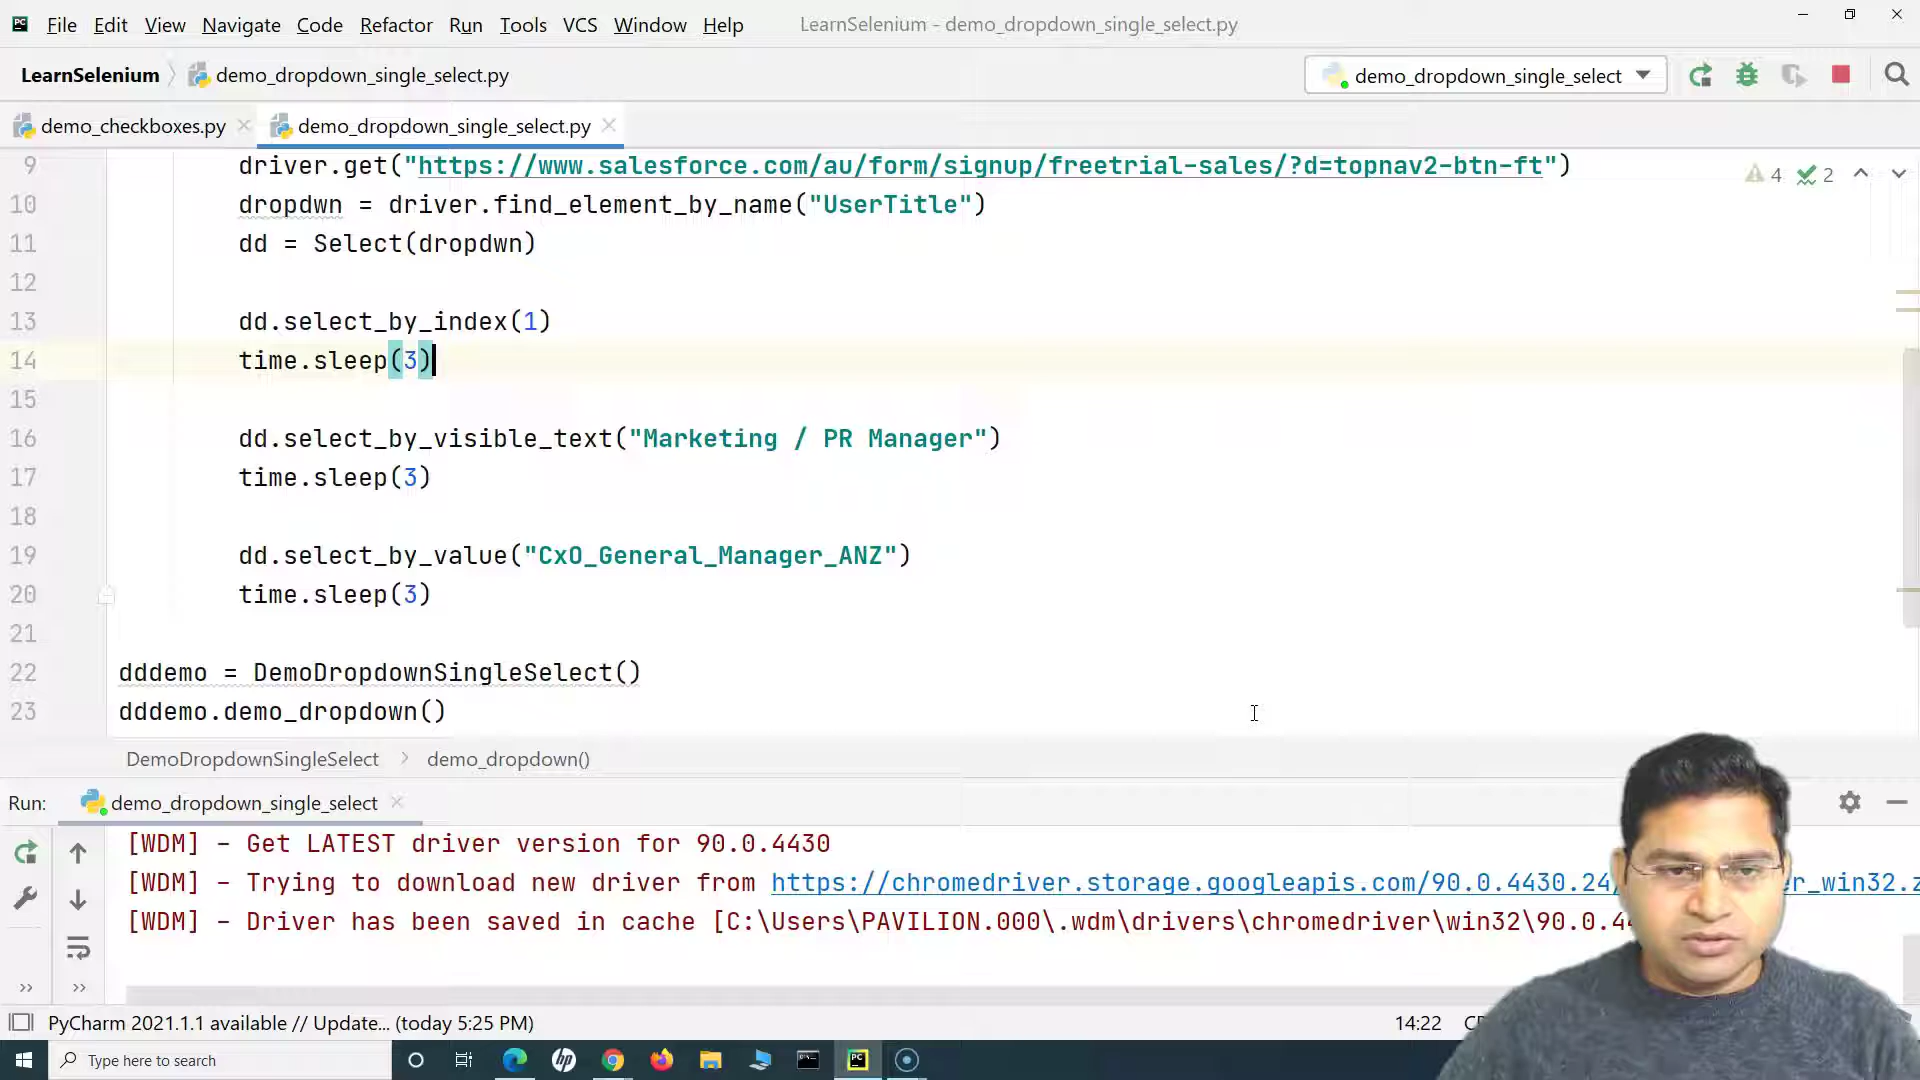 File Edit View Navigate Code Refactor Run Tools VCS Window Help LearnSelenium - demo_dropdown_single_select.py
LearnSelenium demo_dropdown_single_select.py demo_dropdown_single_select
demo_checkboxes.py demo_dropdown_single_select.py
9 driver.get("https://www.salesforce.com/au/form/signup/freetrial-sales/?d=topnav2-btn-ft") 4 2
10 dropdwn = driver.find_element_by_name("UserTitle")
11 dd = Select(dropdwn)
12
13 dd.select_by_index(1)
14 time.sleep(3)
15
16 dd.select_by_visible_text("Marketing / PR Manager")
17 time.sleep(3)
18
19 dd.select_by_value("CxO_General_Manager_ANZ")
20 time.sleep(3)
21
22 dddemo = DemoDropdownSingleSelect()
23 dddemo.demo_dropdown()
DemoDropdownSingleSelect demo_dropdown()
Run: demo_dropdown_single_select
[WDM] - Get LATEST driver version for 90.0.4430
[WDM] - Trying to download new driver from https://chromedriver.storage.googleapis.com/90.0.4430.24/ r_win32.z
[WDM] - Driver has been saved in cache [C:\Users\PAVILION.000\.wdm\drivers\chromedriver\win32\90.0.44
PyCharm 2021.1.1 available // Update... (today 5:25 PM) 14:22
Type here to search